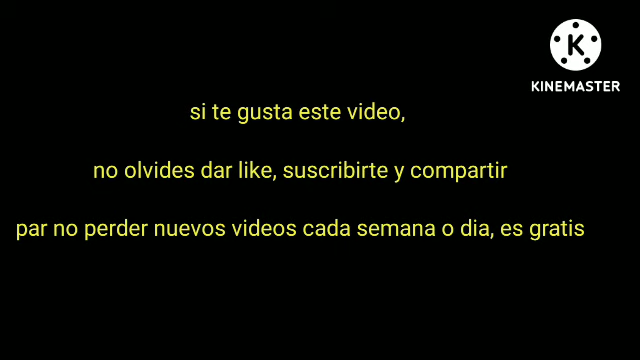 KINEMASTER
si te gusta este video,
no olvides dar like, suscribirte y compartir
par no perder nuevos videos cada semana o dia, es gratis